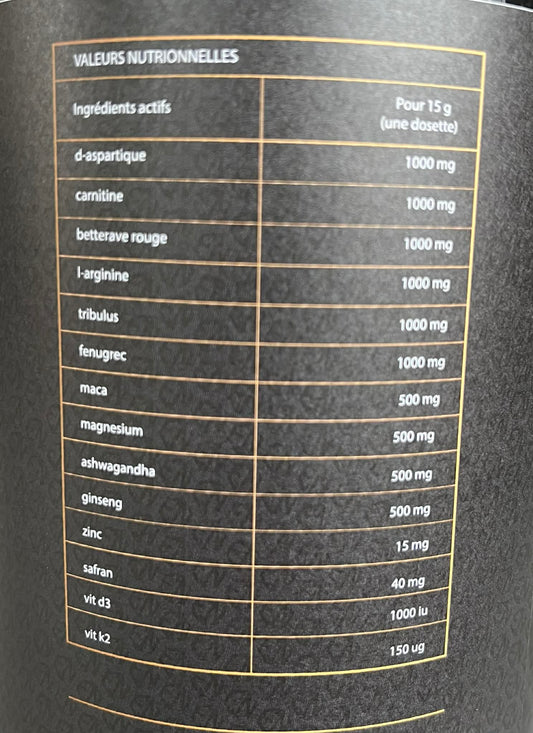 VALEURS NUTRIONNELLES
Ingrédients actifs Pour 15 g
(une dosette)
d-aspartique 1000 mg
carnitine 1000 mg
betterave rouge 1000 mg
l-arginine 1000 mg
tribulus 1000 mg
fenugrec 1000 mg
maca 500 mg
magnesium 500 mg
ashwagandha 500 mg
ginseng 500 mg
zinc 15 mg
safran 40 mg
vit d3 1000 iu
vit k2 150 ug